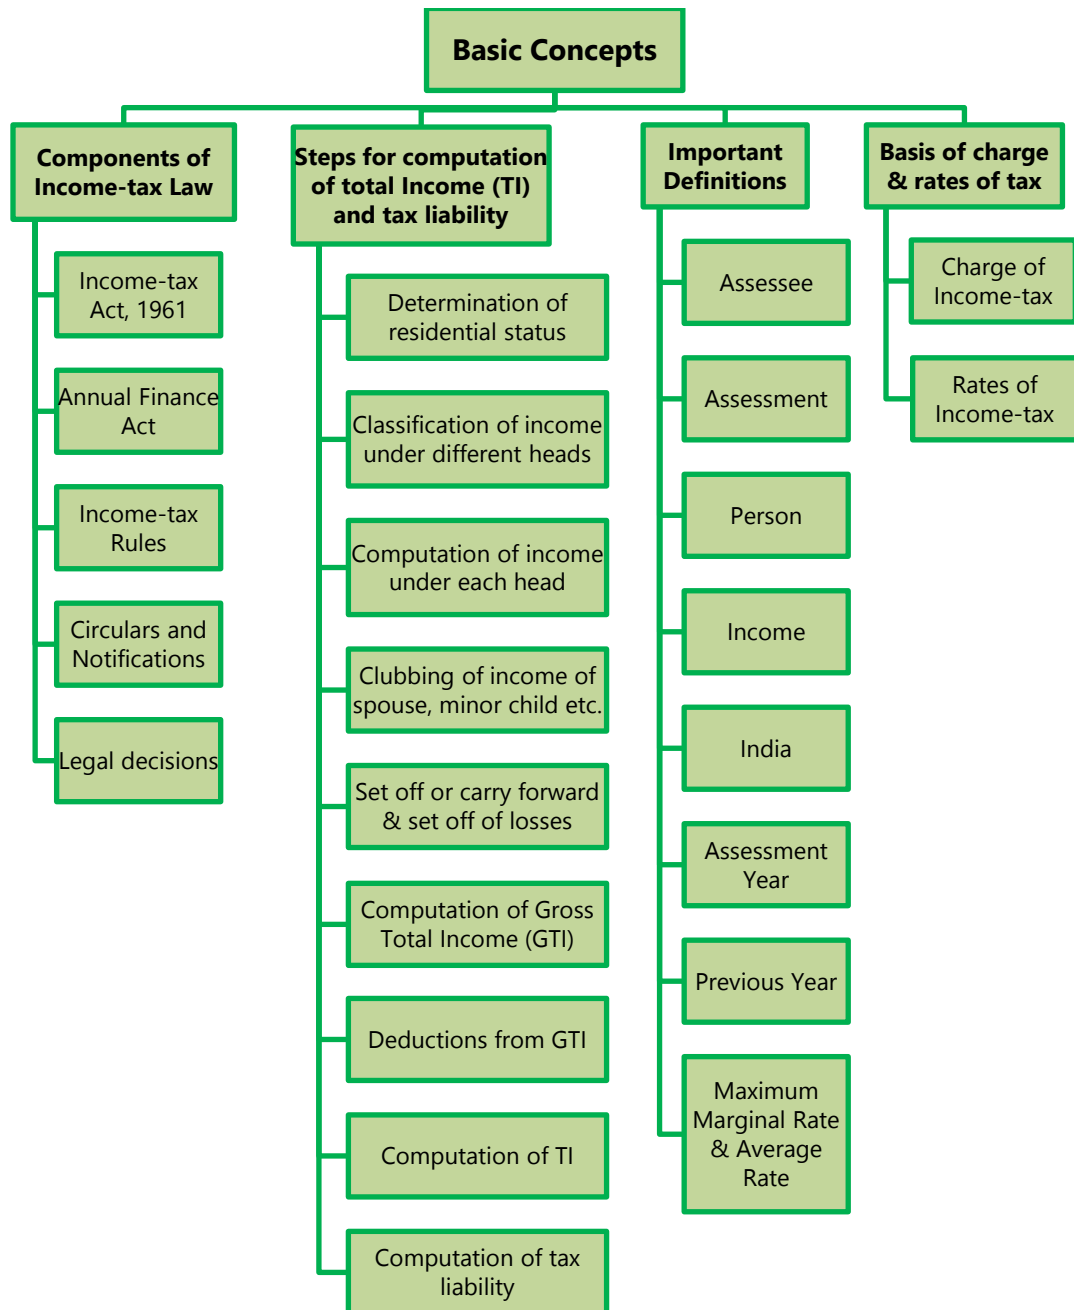 Basic Concepts
Components of
Income-tax Law
Income-tax
Act, 1961
Annual Finance
Act
Income-tax
Rules
Circulars and
Notifications
Legal decisions
Steps for computation
of total Income (TI)
and tax liability
Determination of
residential status
Classification of income
under different heads
Computation of income
under each head
Clubbing of income of
spouse, minor child etc.
Set off or carry forward
& set off of losses
Computation of Gross
Total Income (GTI)
Deductions from GTI
Computation of TI
Computation of tax
liability
Important
Definitions
Assessee
Assessment
Person
Income
India
Assessment
Year
Previous Year
Maximum
Marginal Rate
& Average
Rate
Basis of charge
& rates of tax
Charge of
Income-tax
Rates of
Income-tax